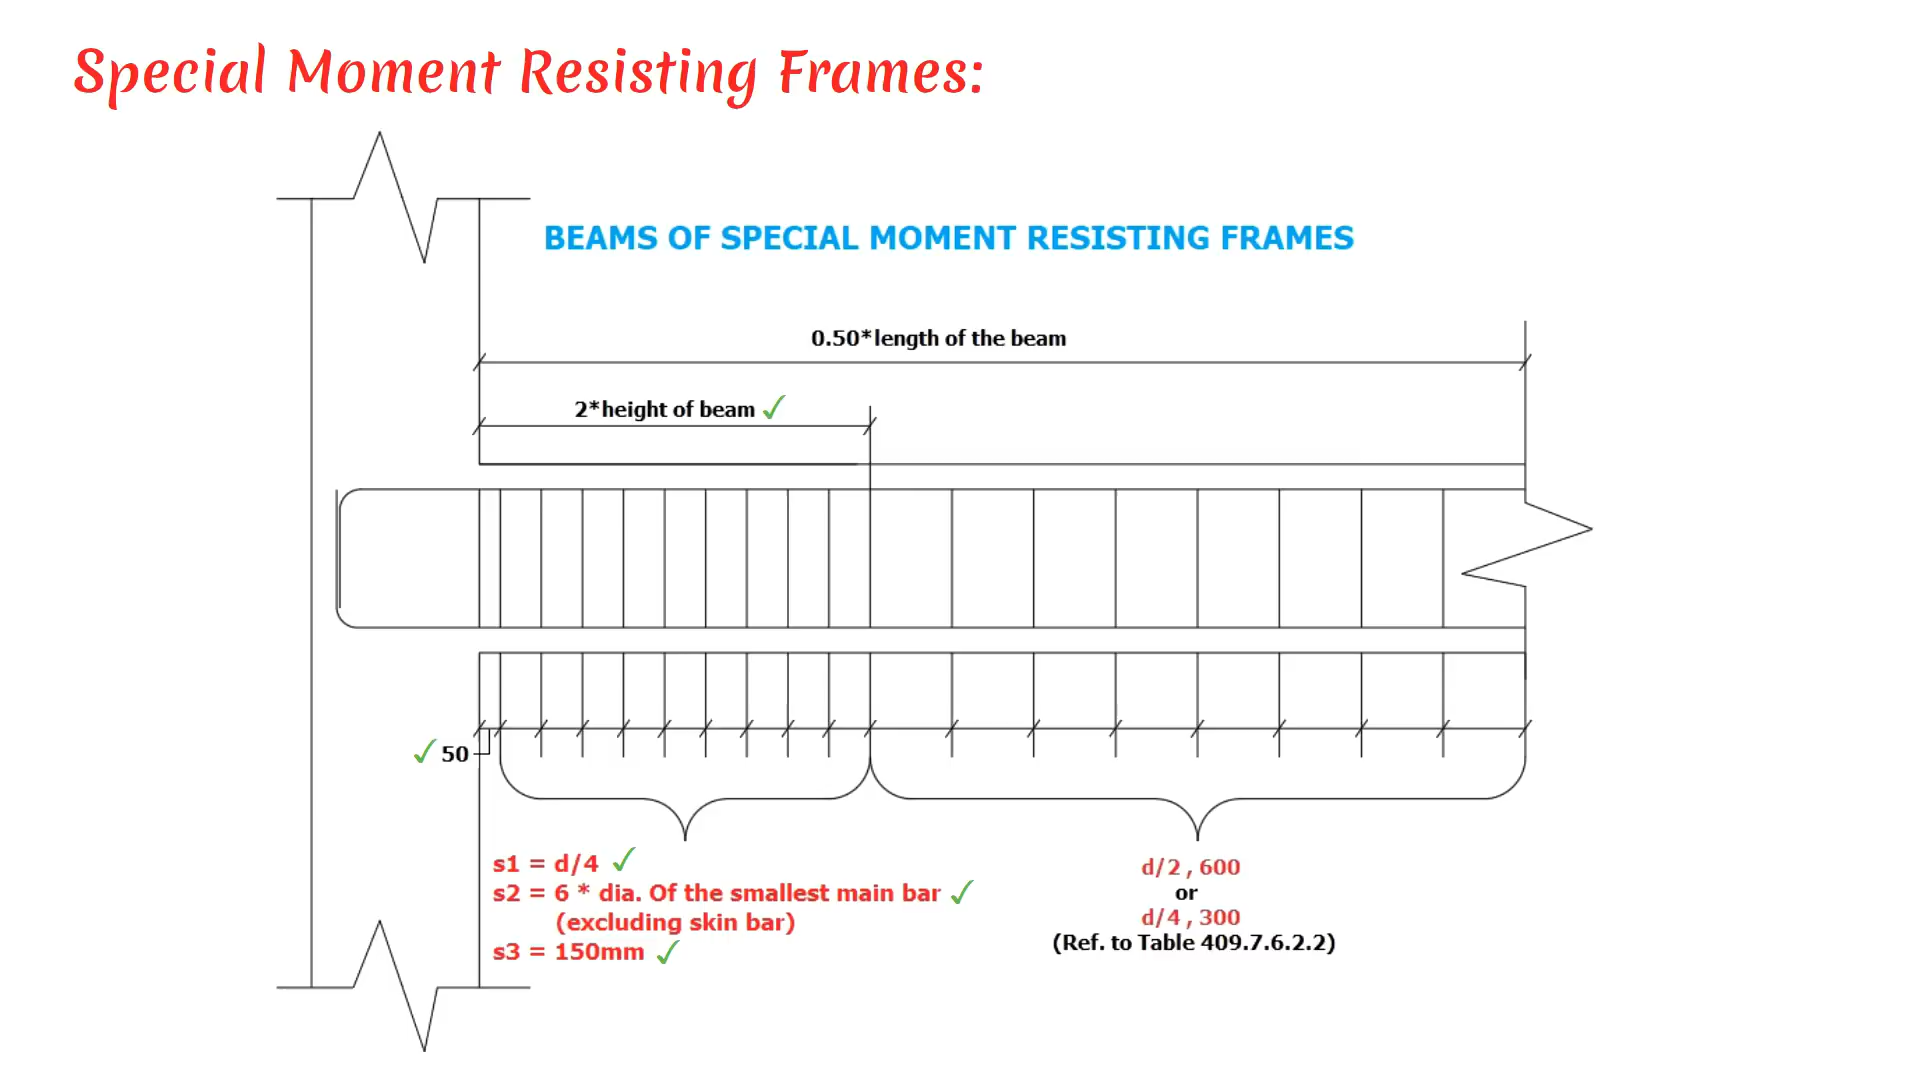 Special Moment Resisting Frames:
BEAMS OF SPECIAL MOMENT RESISTING FRAMES
0.50*length of the beam
2*height of beam ✓
✓ 50
s1 = d/4 ✓
s2 = 6 * dia. Of the smallest main bar ✓
(excluding skin bar)
s3 = 150mm ✓
d/2 , 600
or
d/4 , 300
(Ref. to Table 409.7.6.2.2)